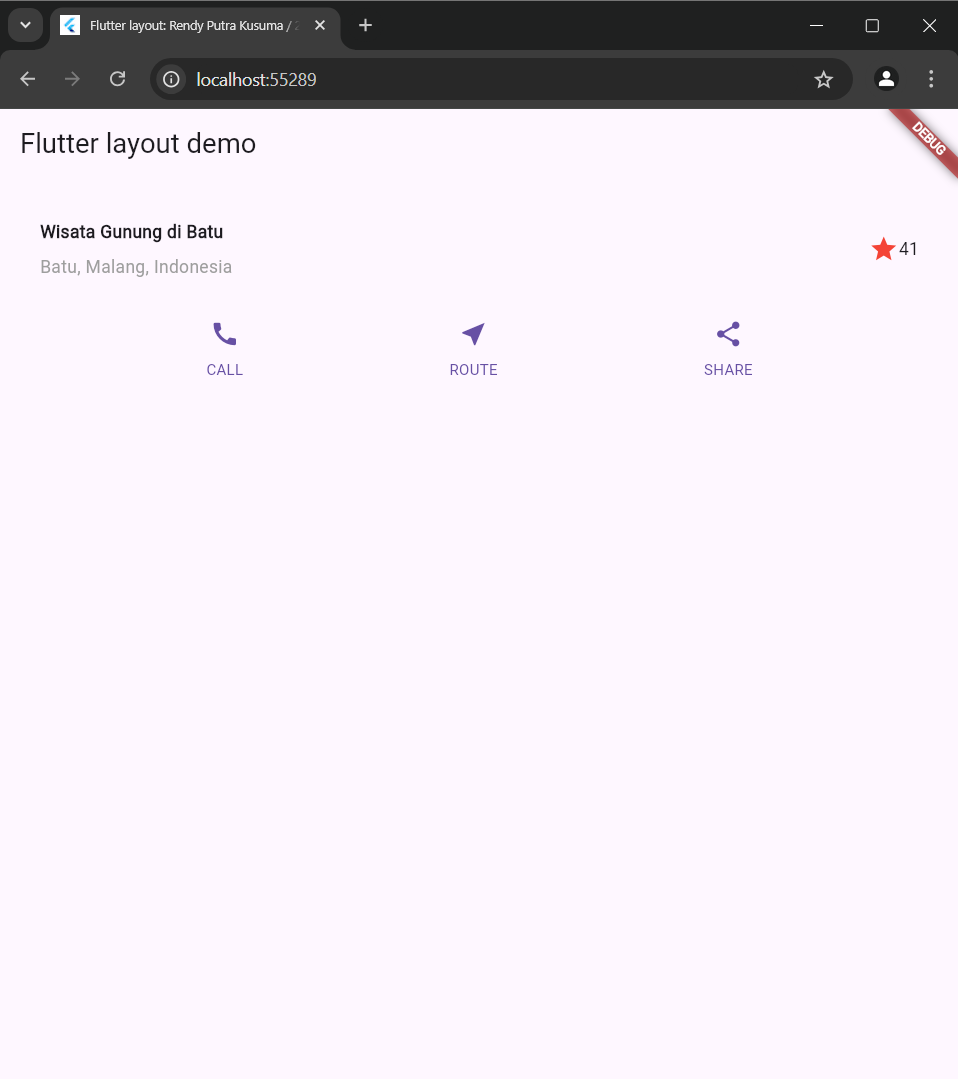 Flutter layout: Rendy Putra Kusuma /
localhost:55289
Flutter layout demo
DEBUG
Wisata Gunung di Batu
Batu, Malang, Indonesia
41
CALL
ROUTE
SHARE